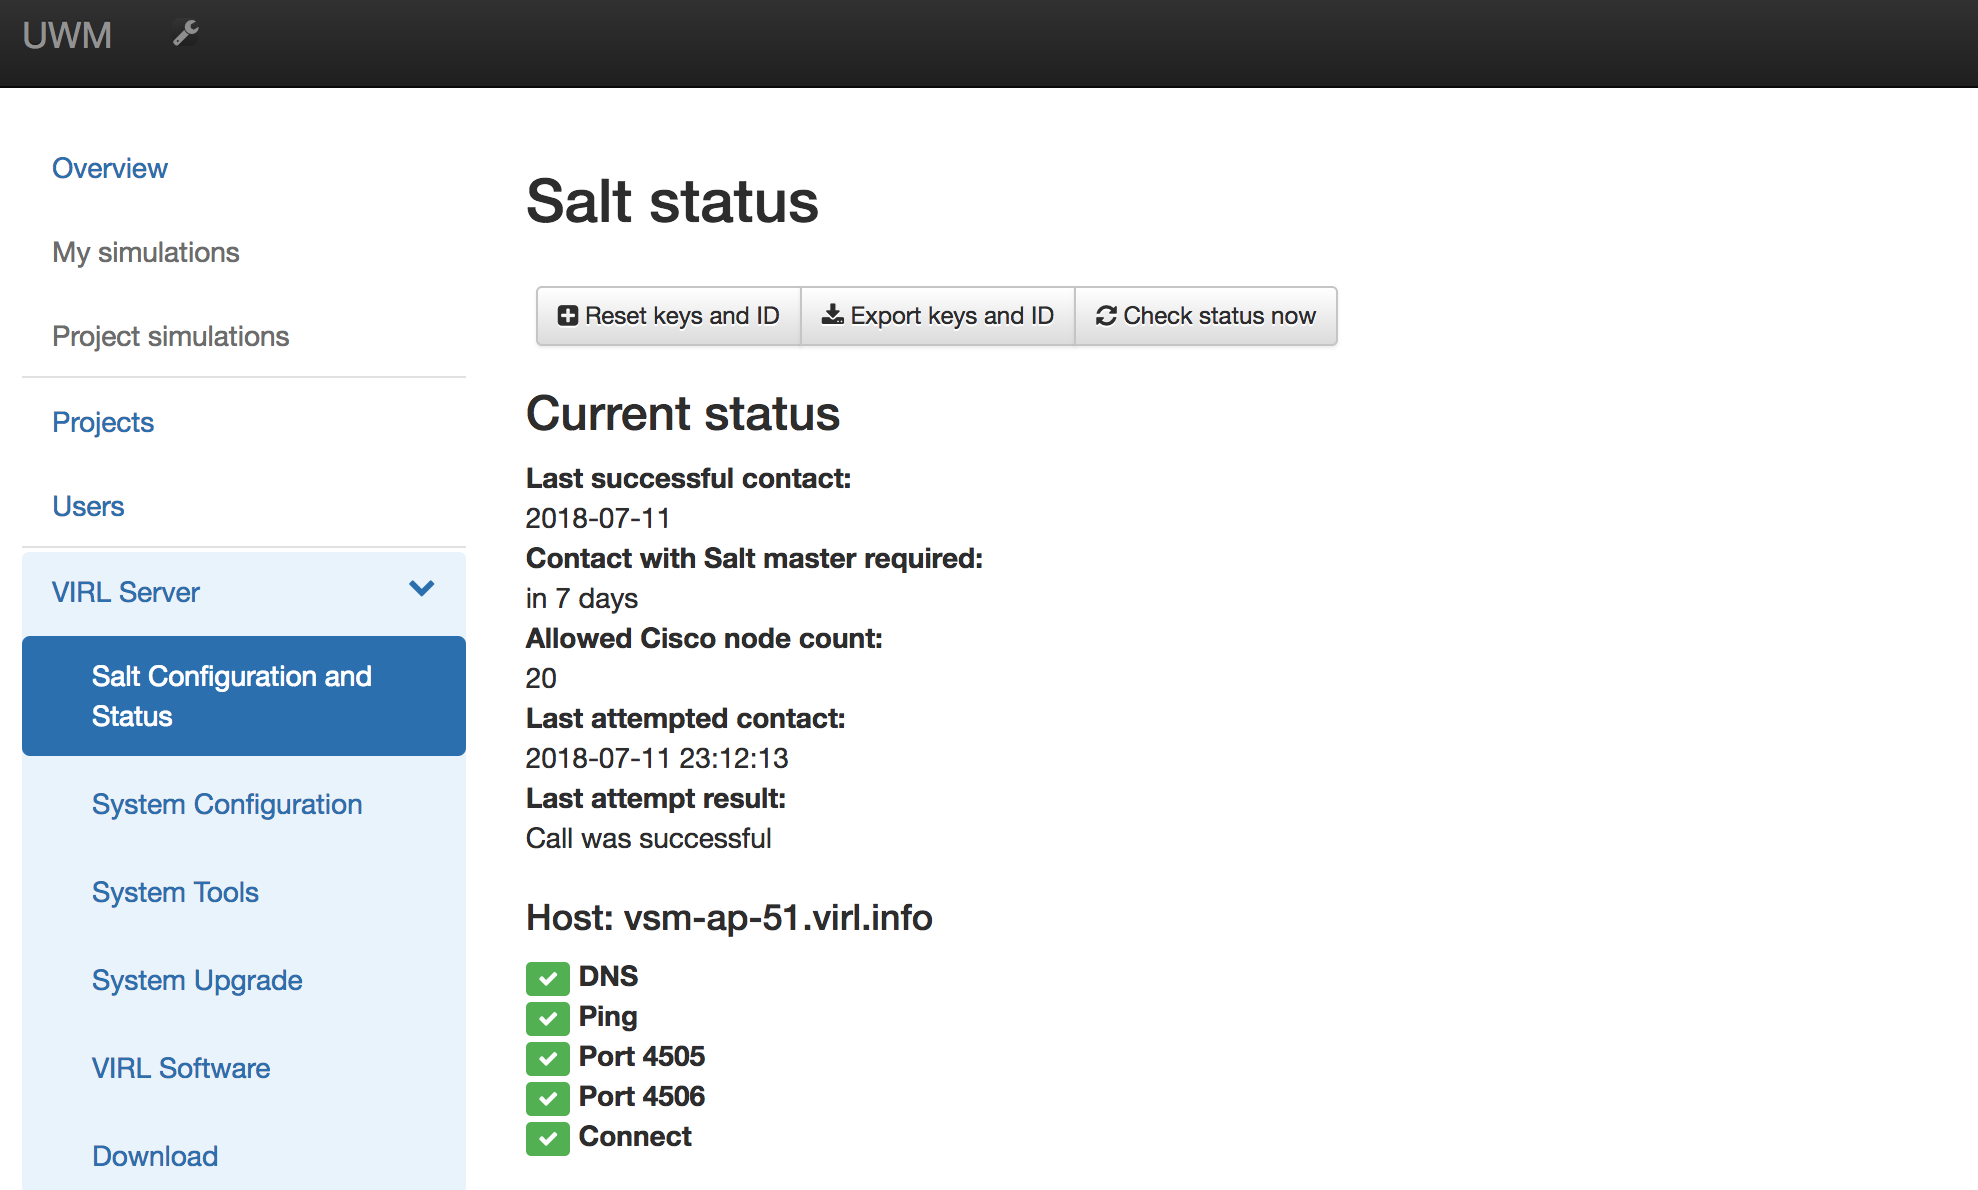 UWM
Overview
My simulations
Project simulations
Projects
Users
VIRL Server
Salt Configuration and
Status
System Configuration
System Tools
System Upgrade
VIRL Software
Download
Salt status
Reset keys and ID
Export keys and ID
Check status now
Current status
Last successful contact:
2018-07-11
Contact with Salt master required:
in 7 days
Allowed Cisco node count:
20
Last attempted contact:
2018-07-11 23:12:13
Last attempt result:
Call was successful
Host: vsm-ap-51.virl.info
DNS
Ping
Port 4505
Port 4506
Connect